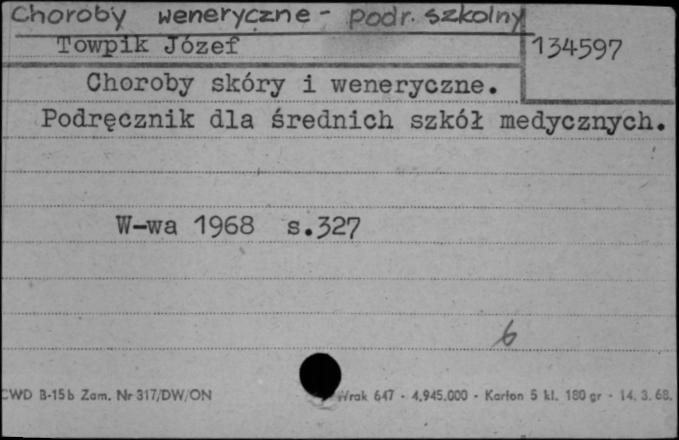 Choroby weneryczne - podr. szkolny
Towpik Józef
134597
Choroby skóry i weneryczne.
Podręcznik dla średnich szkół medycznych.
W-wa 1968 s.327
6
CWD B-15b Zam. Nr 317/DW/ON
Wrak 647 - 4.945.000 - Karton 5 kl. 180 gr - 14. 3. 68.